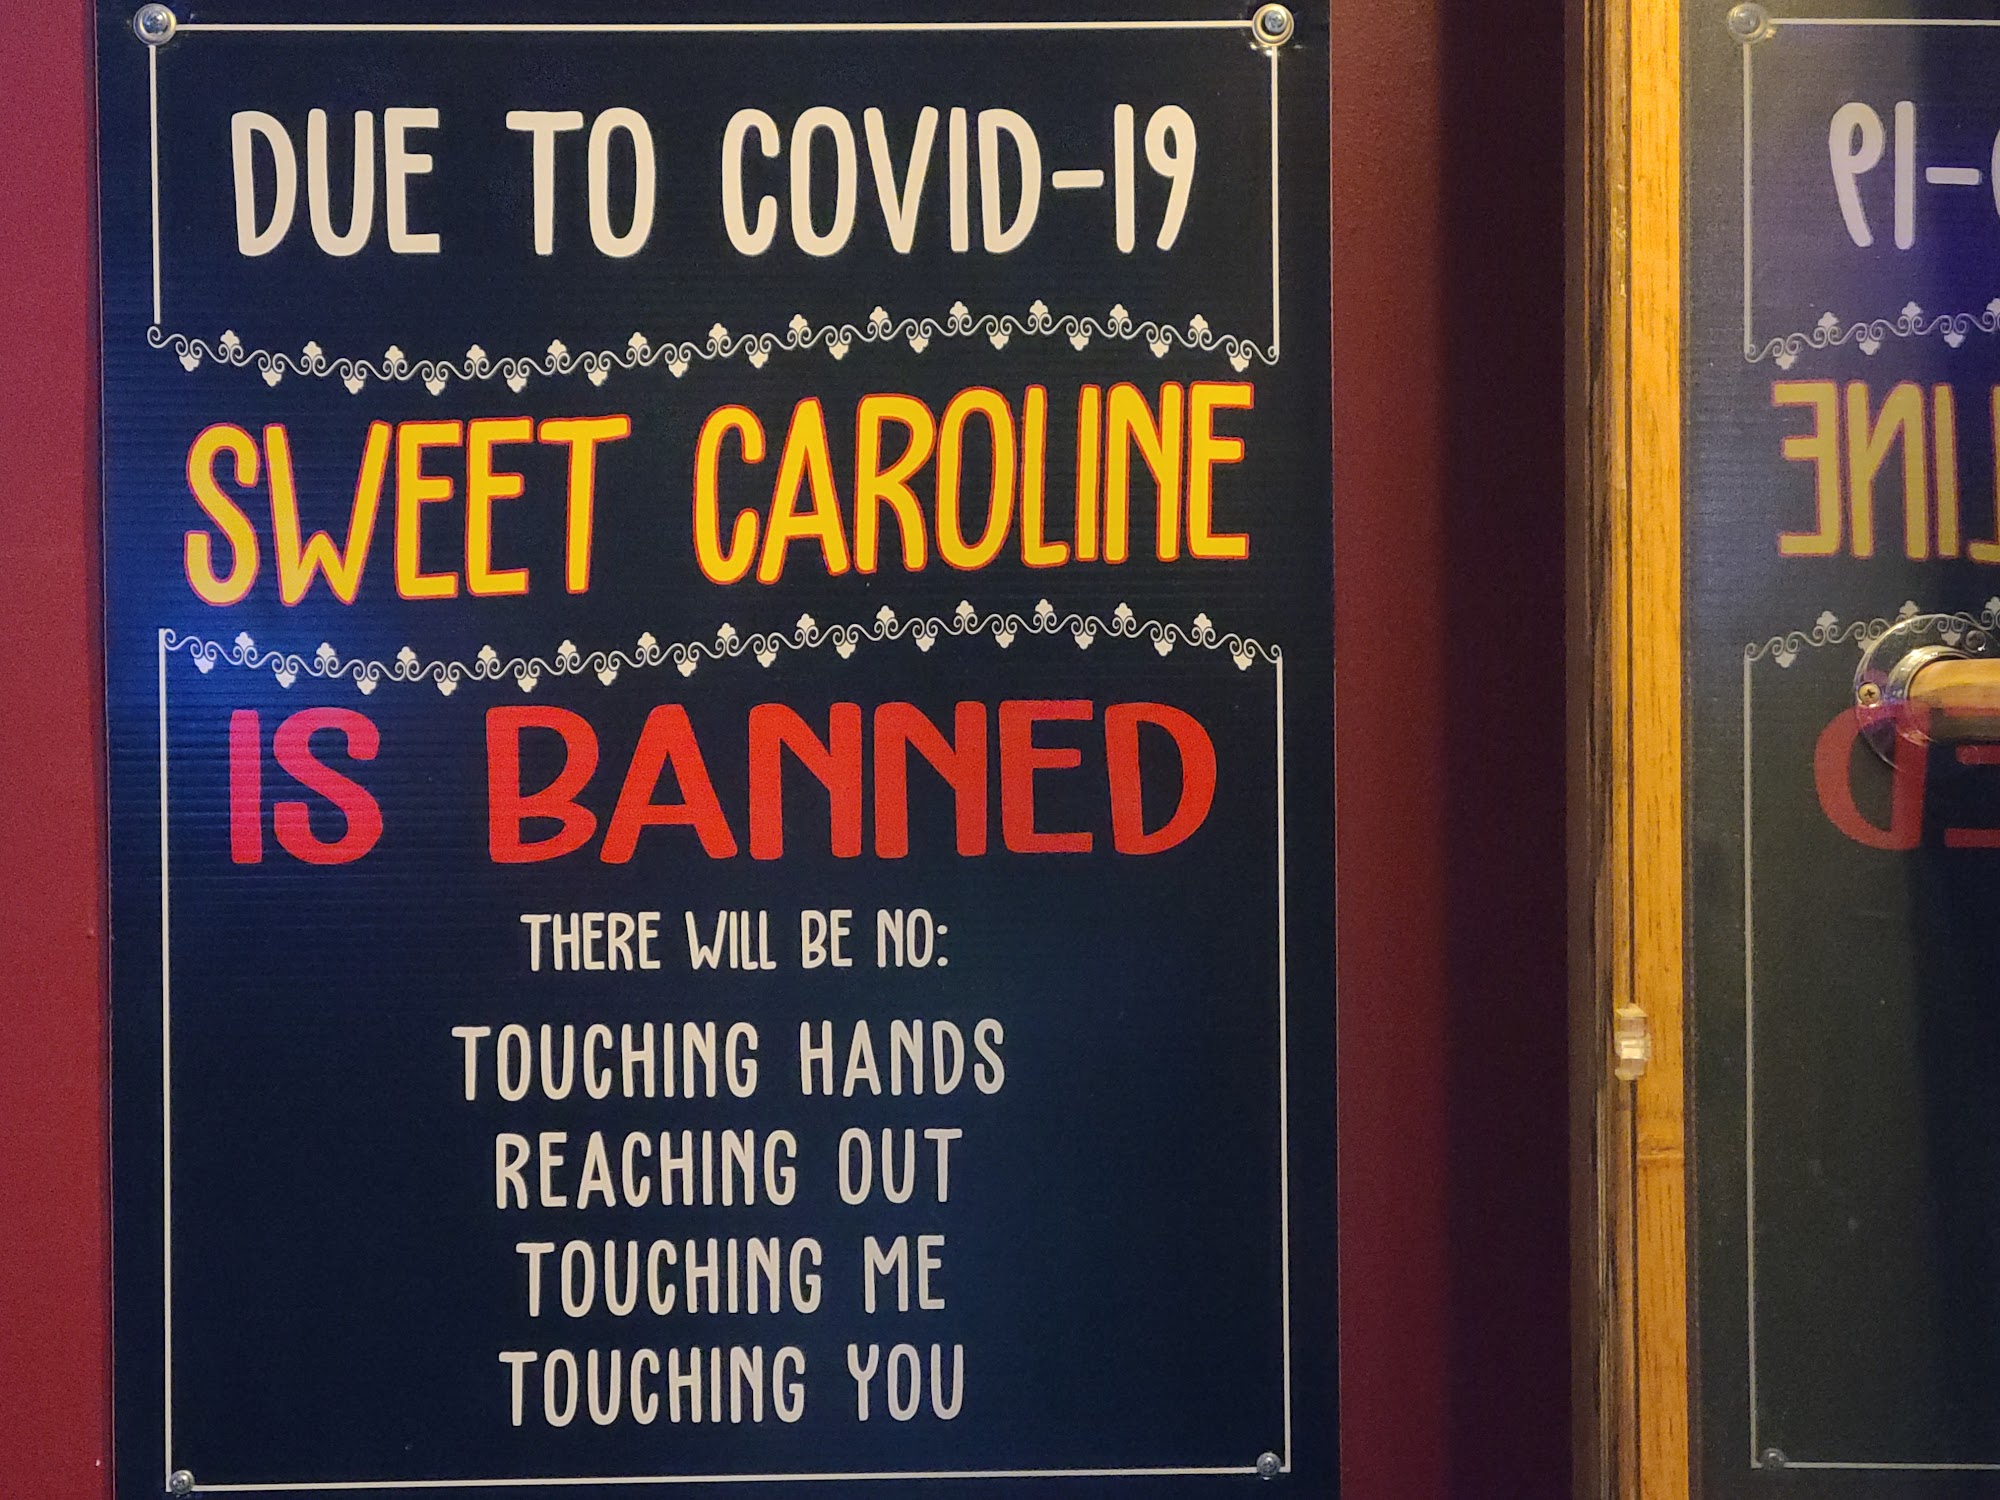 DUE TO COVID-19
SWEET CAROLINE
IS BANNED
THERE WILL BE NO:
TOUCHING HANDS
REACHING OUT
TOUCHING ME
TOUCHING YOU